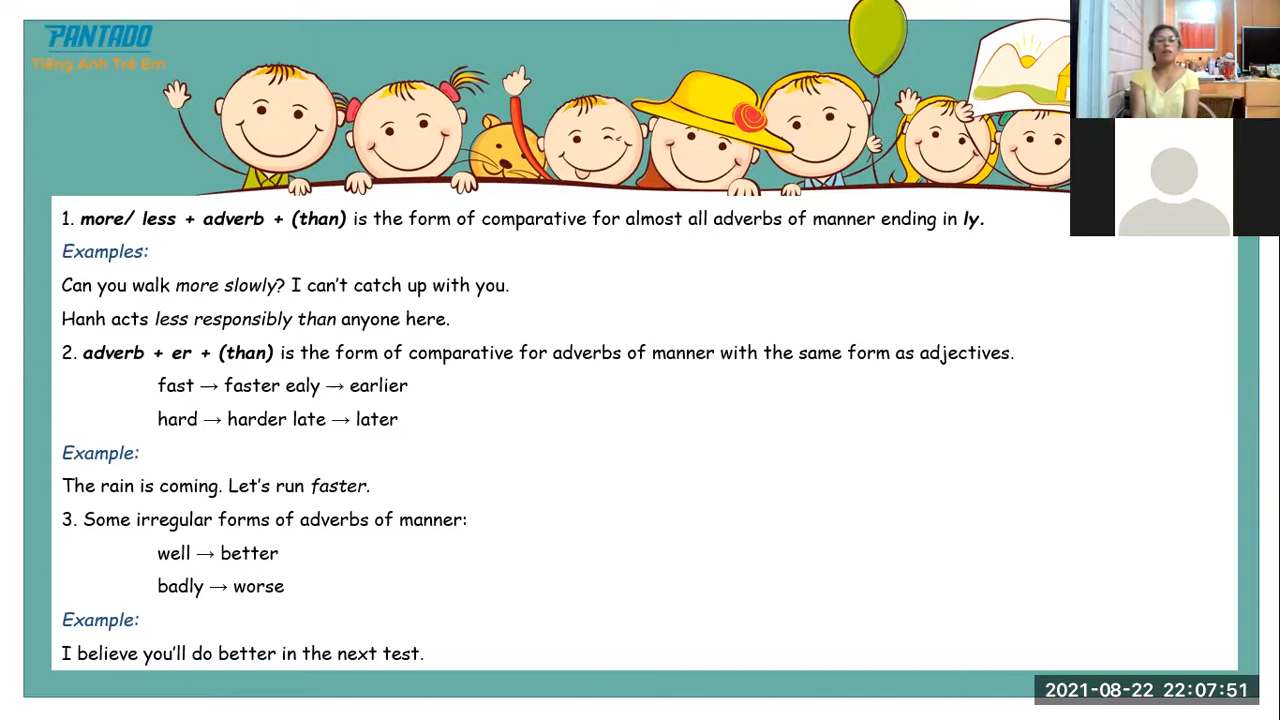 PANTADO
Tiếng Anh Trẻ Em
1. more/ less + adverb + (than) is the form of comparative for almost all adverbs of manner ending in ly.
Examples:
Can you walk more slowly? I can't catch up with you.
Hanh acts less responsibly than anyone here.
2. adverb + er + (than) is the form of comparative for adverbs of manner with the same form as adjectives.
fast → faster ealy → earlier
hard → harder late → later
Example:
The rain is coming. Let's run faster.
3. Some irregular forms of adverbs of manner:
well → better
badly → worse
Example:
I believe you'll do better in the next test.
2021-08-22 22:07:51